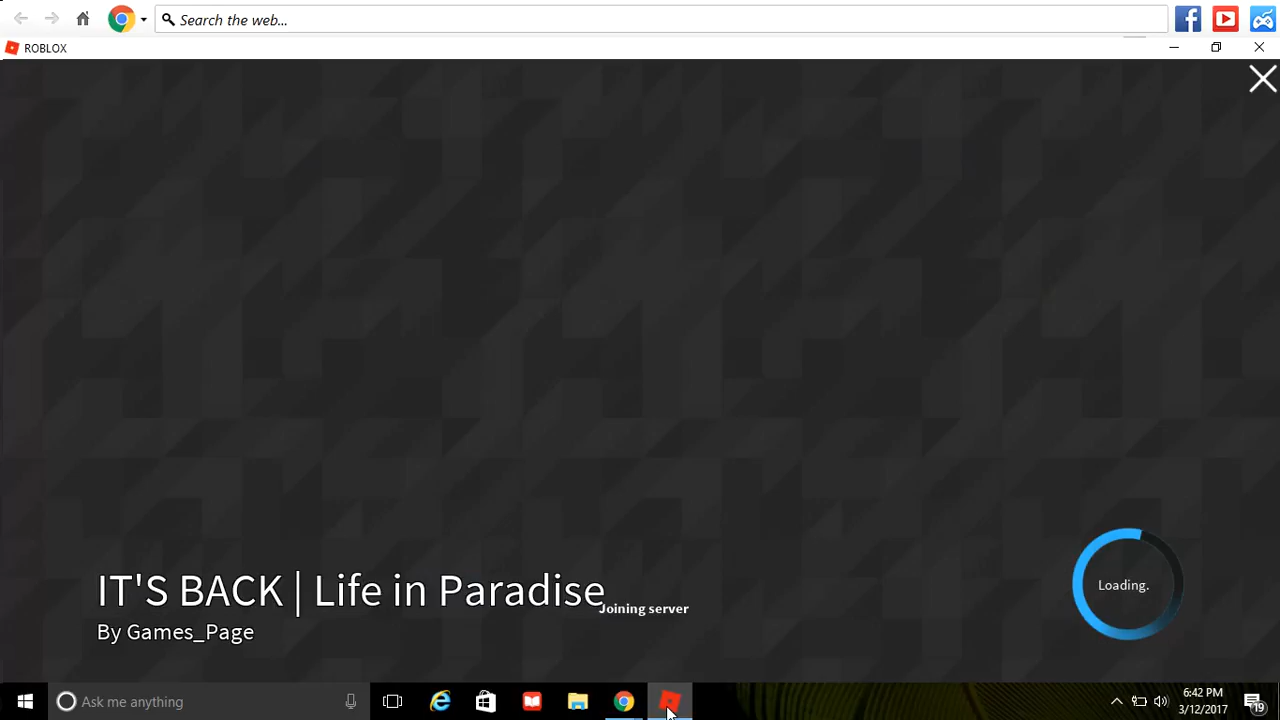 Search the web...
ROBLOX
IT'S BACK | Life in Paradise
Joining server
By Games_Page
Loading.
Ask me anything
6:42 PM
3/12/2017
19